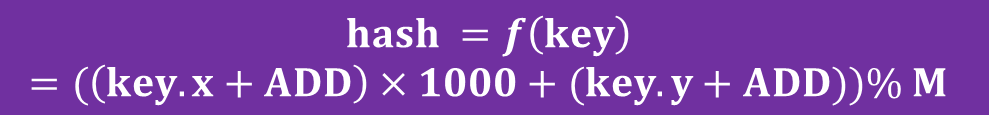 hash = f(key)
= ((key.x + ADD) × 1000 + (key.y + ADD))% M